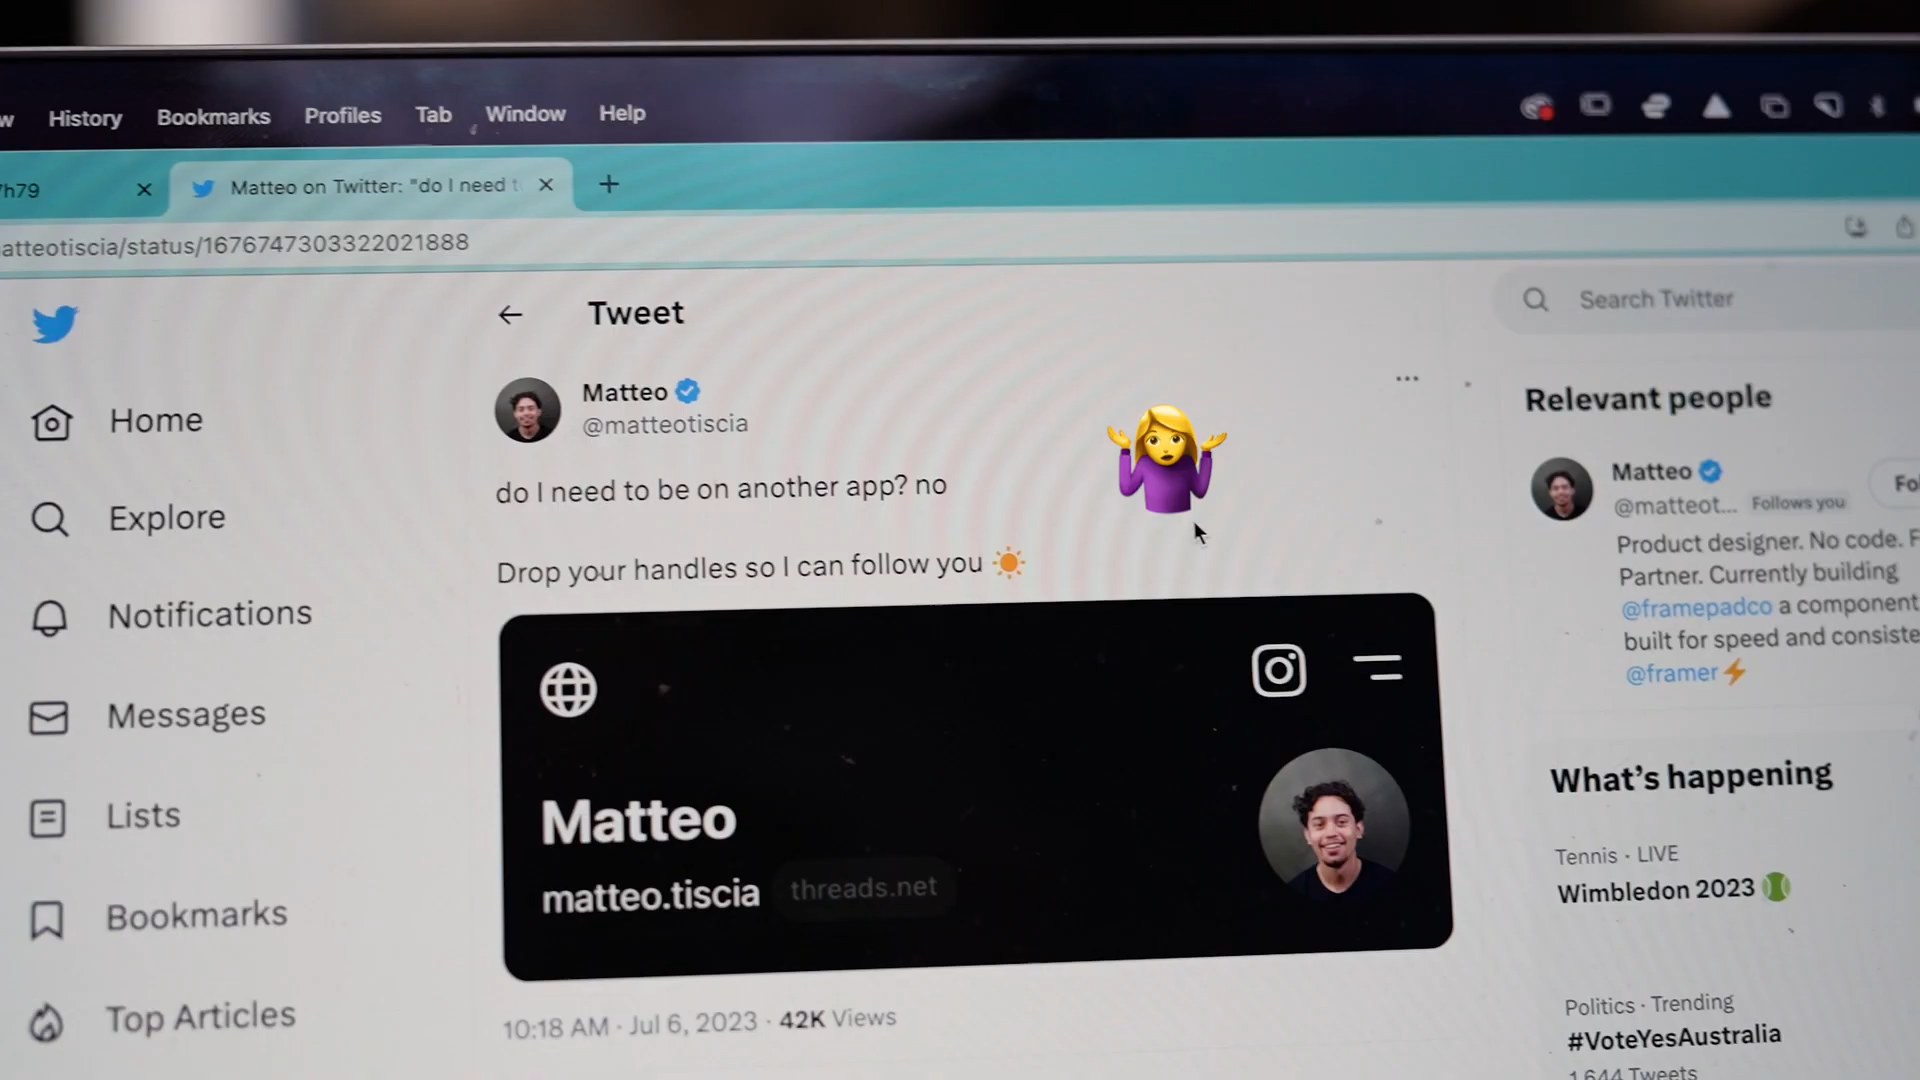 w History Bookmarks Profiles Tab Window Help
h79
Matteo on Twitter: "do I need t
atteotiscia/status/1676747303322021888
Tweet
Search Twitter
Matteo
@matteotiscia
do I need to be on another app? no
Drop your handles so I can follow you ☀️
Matteo
matteo.tiscia threads.net
10:18 AM · Jul 6, 2023 · 42K Views
Home
Explore
Notifications
Messages
Lists
Bookmarks
Top Articles
Relevant people
Matteo
@matteot... Follows you
Fol
Product designer. No code. F
Partner. Currently building
@framepadco a component
built for speed and consiste
@framer⚡
What's happening
Tennis · LIVE
Wimbledon 2023 🎾
Politics · Trending
#VoteYesAustralia
1,644 Tweets